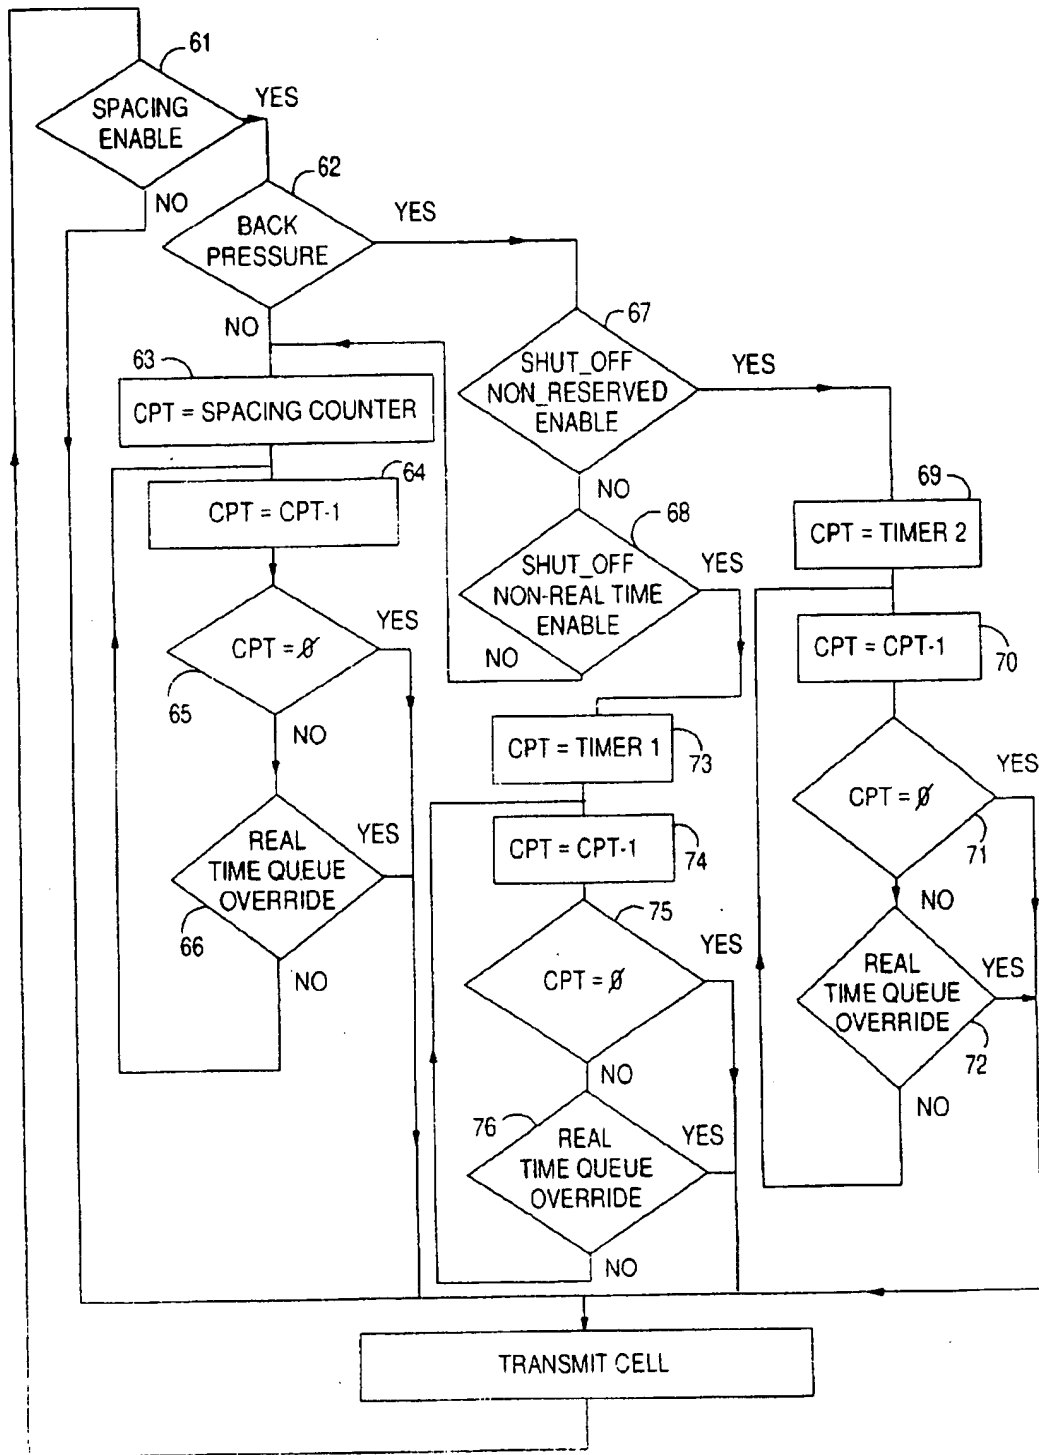 61
SPACING
ENABLE
YES
NO
62
BACK
PRESSURE
YES
NO
63
CPT = SPACING COUNTER
64
CPT = CPT-1
CPT = Ø
65
YES
NO
REAL
TIME QUEUE
OVERRIDE
66
YES
NO
67
SHUT_OFF
NON_RESERVED
ENABLE
YES
NO
68
SHUT_OFF
NON-REAL TIME
ENABLE
YES
NO
69
CPT = TIMER 2
CPT = CPT-1
70
CPT = Ø
71
YES
NO
REAL
TIME QUEUE
OVERRIDE
72
YES
NO
CPT = TIMER 1
73
CPT = CPT-1
74
75
CPT = Ø
YES
NO
76
REAL
TIME QUEUE
OVERRIDE
YES
NO
TRANSMIT CELL